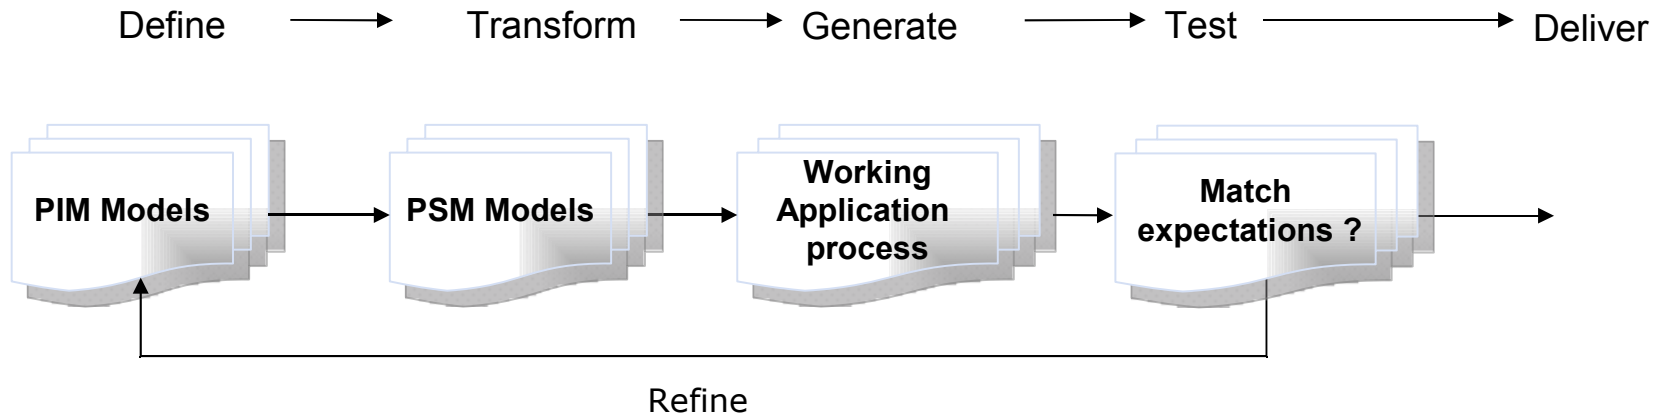 Define Transform Generate Test Deliver
PIM Models
PSM Models
Working
Application
process
Match
expectations ?
Refine